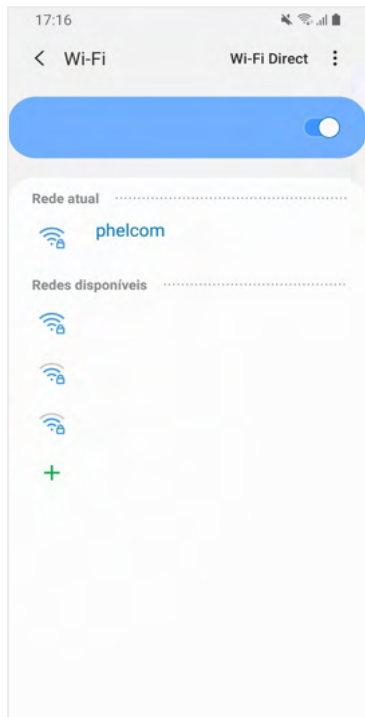 17:16
Wi-Fi Wi-Fi Direct
Rede atual
phelcom
Redes disponíveis